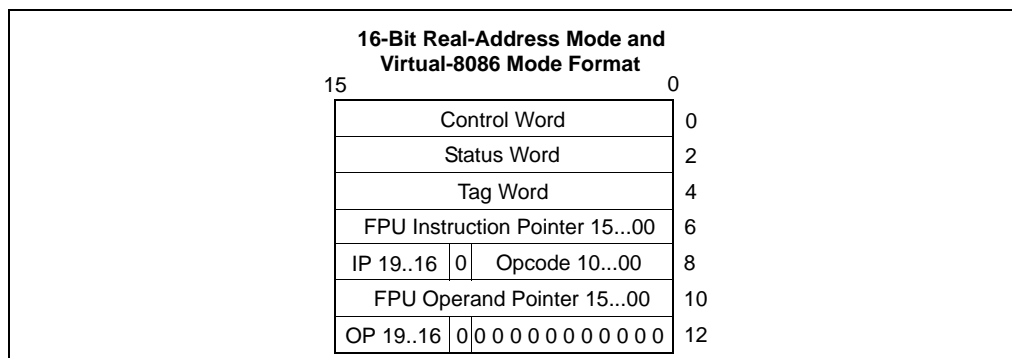 16-Bit Real-Address Mode and
Virtual-8086 Mode Format
15 0
Control Word 0
Status Word 2
Tag Word 4
FPU Instruction Pointer 15...00 6
IP 19..16 0 Opcode 10...00 8
FPU Operand Pointer 15...00 10
OP 19..16 0 0 0 0 0 0 0 0 0 0 0 0 12